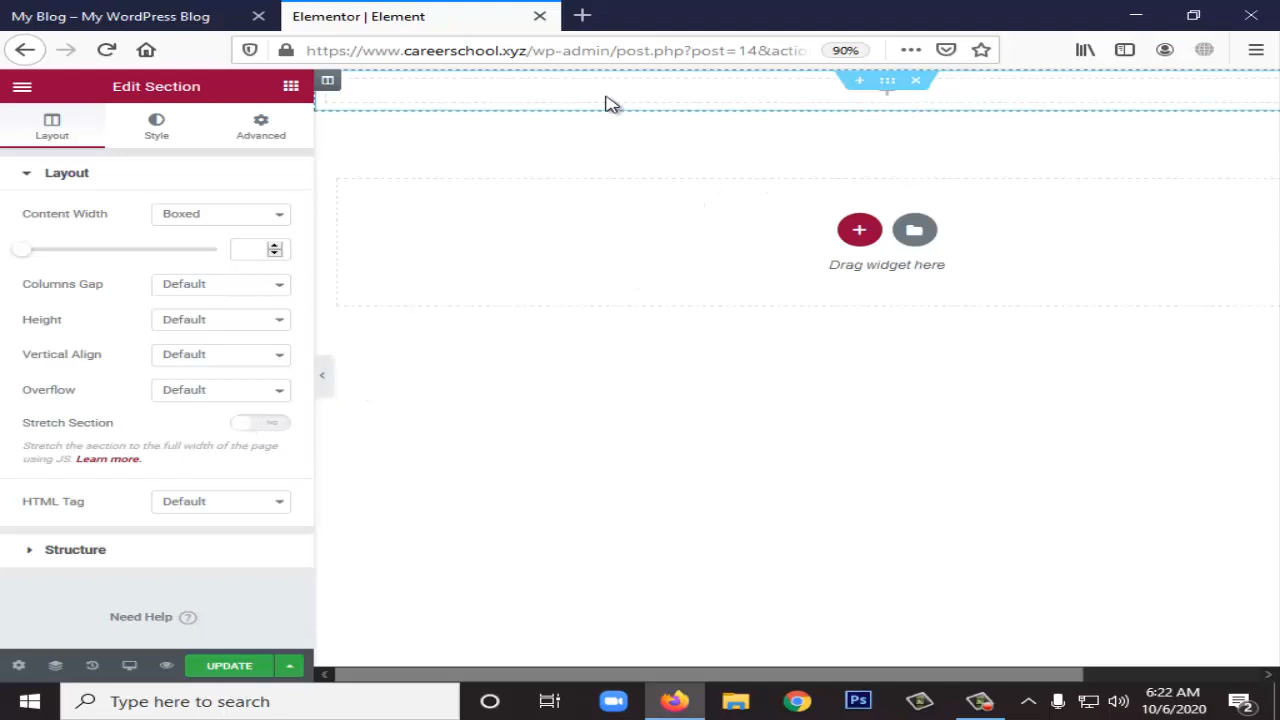 My Blog – My WordPress Blog
Elementor | Element
https://www.careerschool.xyz/wp-admin/post.php?post=14&actio
90%
Edit Section
Layout
Style
Advanced
Layout
Content Width
Boxed
Columns Gap
Default
Height
Default
Vertical Align
Default
Overflow
Default
Stretch Section
NO
Stretch the section to the full width of the page
using JS. Learn more.
HTML Tag
Default
Structure
Need Help
UPDATE
Drag widget here
Type here to search
Ps
6:22 AM
10/6/2020
2